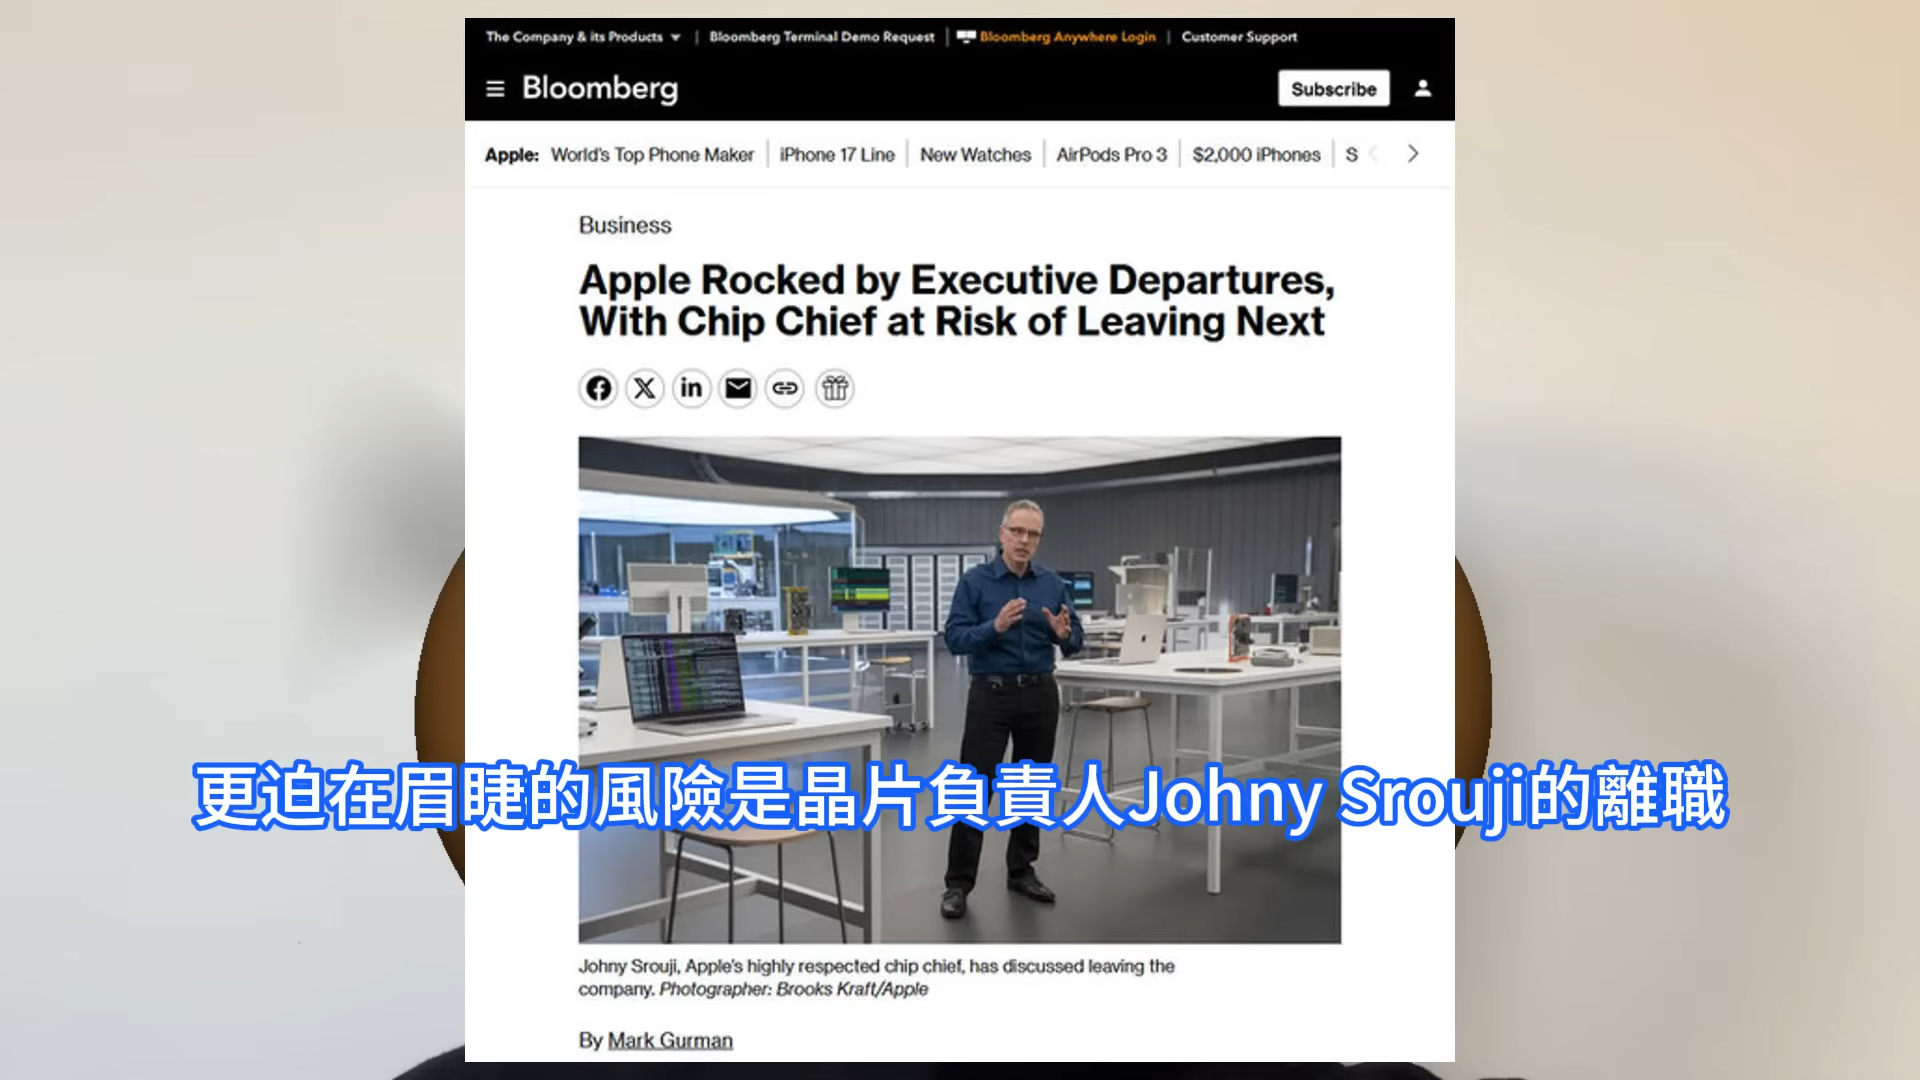 The Company & its Products
Bloomberg Terminal Demo Request
Bloomberg Anywhere Login
Customer Support
Bloomberg
Subscribe
Apple: World's Top Phone Maker
iPhone 17 Line
New Watches
AirPods Pro 3
$2,000 iPhones
S
Business
Apple Rocked by Executive Departures,
With Chip Chief at Risk of Leaving Next
更迫在眉睫的風險是晶片負責人Johny Srouji的離職
Johny Srouji, Apple's highly respected chip chief, has discussed leaving the
company. Photographer: Brooks Kraft/Apple
By Mark Gurman